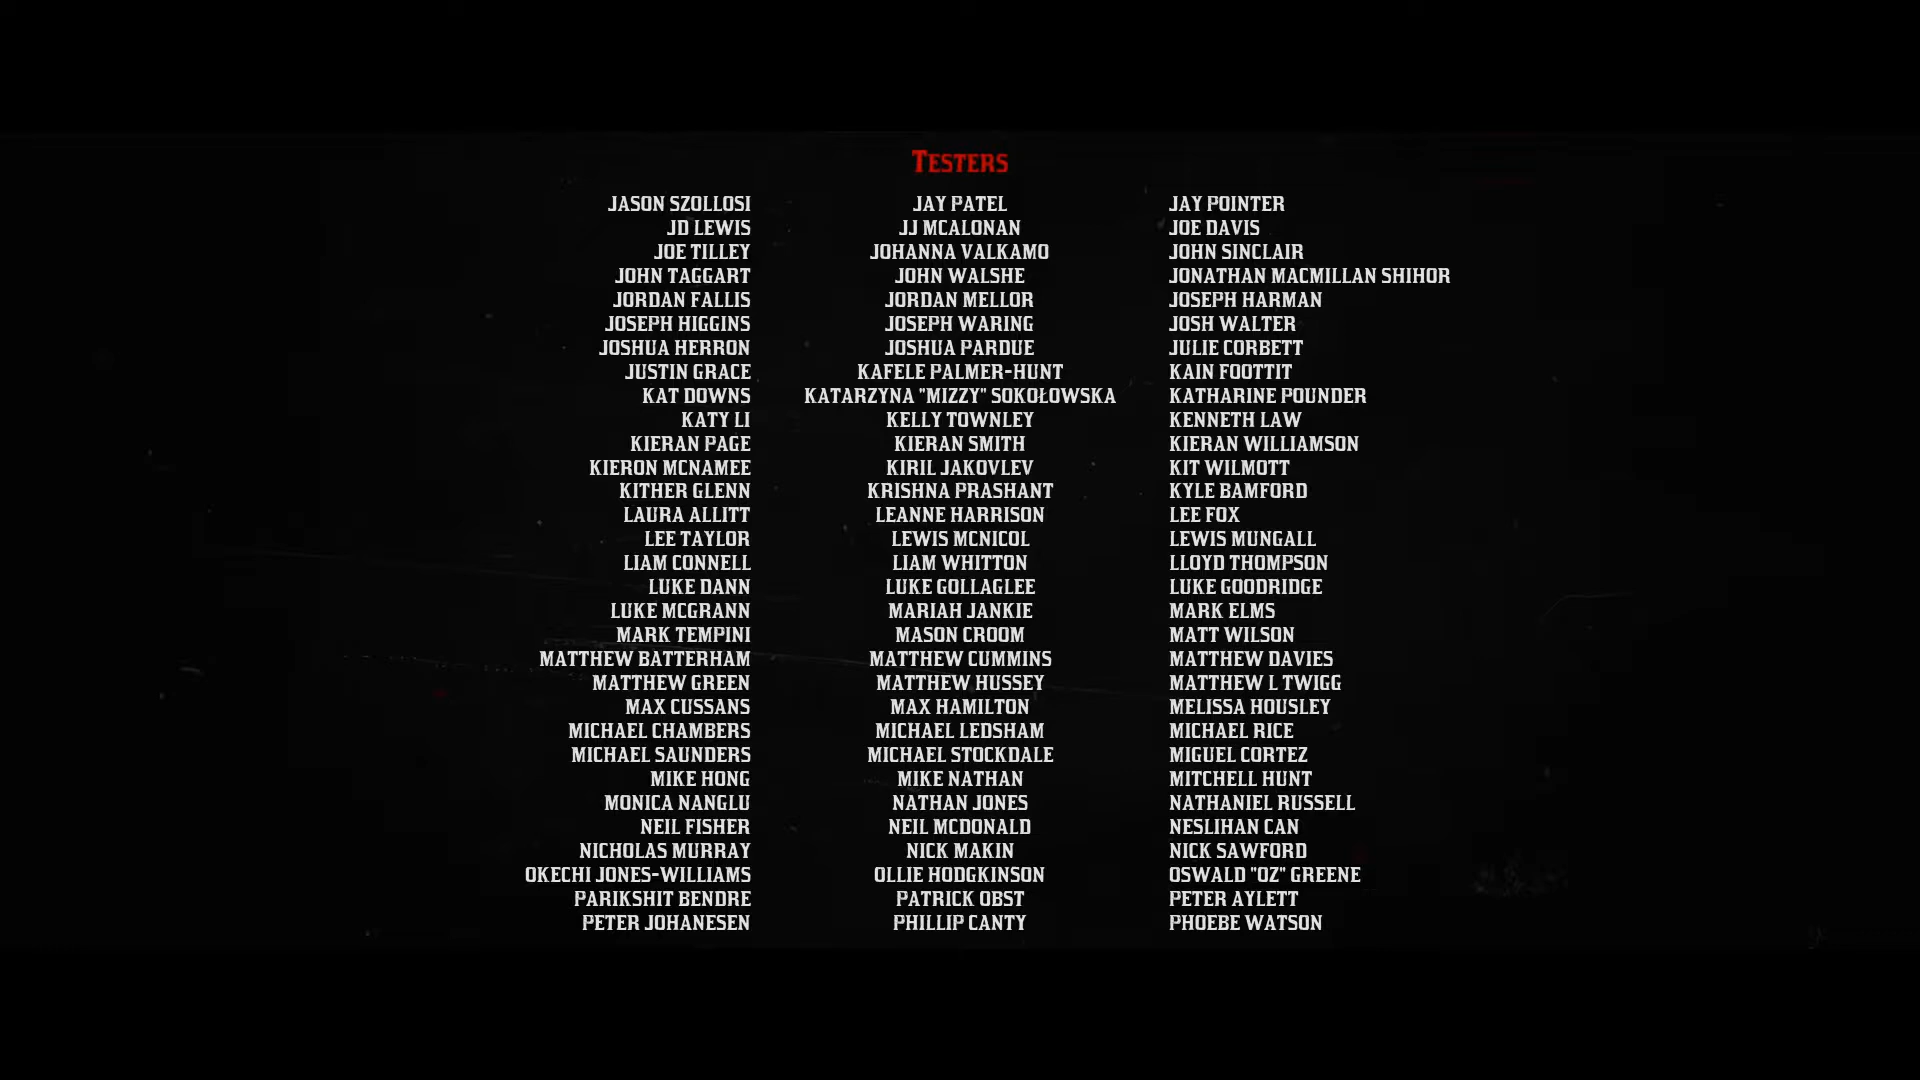 TESTERS
JASON SZOLLOSI JAY PATEL JAY POINTER
JD LEWIS JJ MCALONAN JOE DAVIS
JOE TILLEY JOHANNA VALKAMO JOHN SINCLAIR
JOHN TAGGART JOHN WALSHE JONATHAN MACMILLAN SHIHOR
JORDAN FALLIS JORDAN MELLOR JOSEPH HARMAN
JOSEPH HIGGINS JOSEPH WARING JOSH WALTER
JOSHUA HERRON JOSHUA PARDUE JULIE CORBETT
JUSTIN GRACE KAFELE PALMER-HUNT KAIN FOOTTIT
KAT DOWNS KATARZYNA "MIZZY" SOKOŁOWSKA KATHARINE POUNDER
KATY LI KELLY TOWNLEY KENNETH LAW
KIERAN PAGE KIERAN SMITH KIERAN WILLIAMSON
KIERON MCNAMEE KIRIL JAKOVLEV KIT WILMOTT
KITHER GLENN KRISHNA PRASHANT KYLE BAMFORD
LAURA ALLITT LEANNE HARRISON LEE FOX
LEE TAYLOR LEWIS MCNICOL LEWIS MUNGALL
LIAM CONNELL LIAM WHITTON LLOYD THOMPSON
LUKE DANN LUKE GOLLAGLEE LUKE GOODRIDGE
LUKE MCGRANN MARIAH JANKIE MARK ELMS
MARK TEMPINI MASON CROOM MATT WILSON
MATTHEW BATTERHAM MATTHEW CUMMINS MATTHEW DAVIES
MATTHEW GREEN MATTHEW HUSSEY MATTHEW L TWIGG
MAX CUSSANS MAX HAMILTON MELISSA HOUSLEY
MICHAEL CHAMBERS MICHAEL LEDSHAM MICHAEL RICE
MICHAEL SAUNDERS MICHAEL STOCKDALE MIGUEL CORTEZ
MIKE HONG MIKE NATHAN MITCHELL HUNT
MONICA NANGLU NATHAN JONES NATHANIEL RUSSELL
NEIL FISHER NEIL MCDONALD NESLIHAN CAN
NICHOLAS MURRAY NICK MAKIN NICK SAWFORD
OKECHI JONES-WILLIAMS OLLIE HODGKINSON OSWALD "OZ" GREENE
PARIKSHIT BENDRE PATRICK OBST PETER AYLETT
PETER JOHANESEN PHILLIP CANTY PHOEBE WATSON